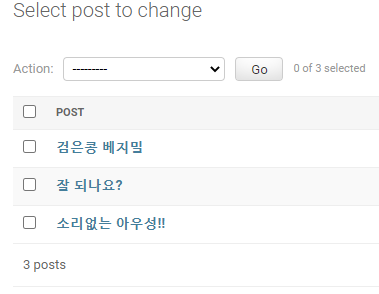 Select post to change
Action: --------- Go 0 of 3 selected
POST
검은콩 베지밀
잘 되나요?
소리없는 아우성!!
3 posts